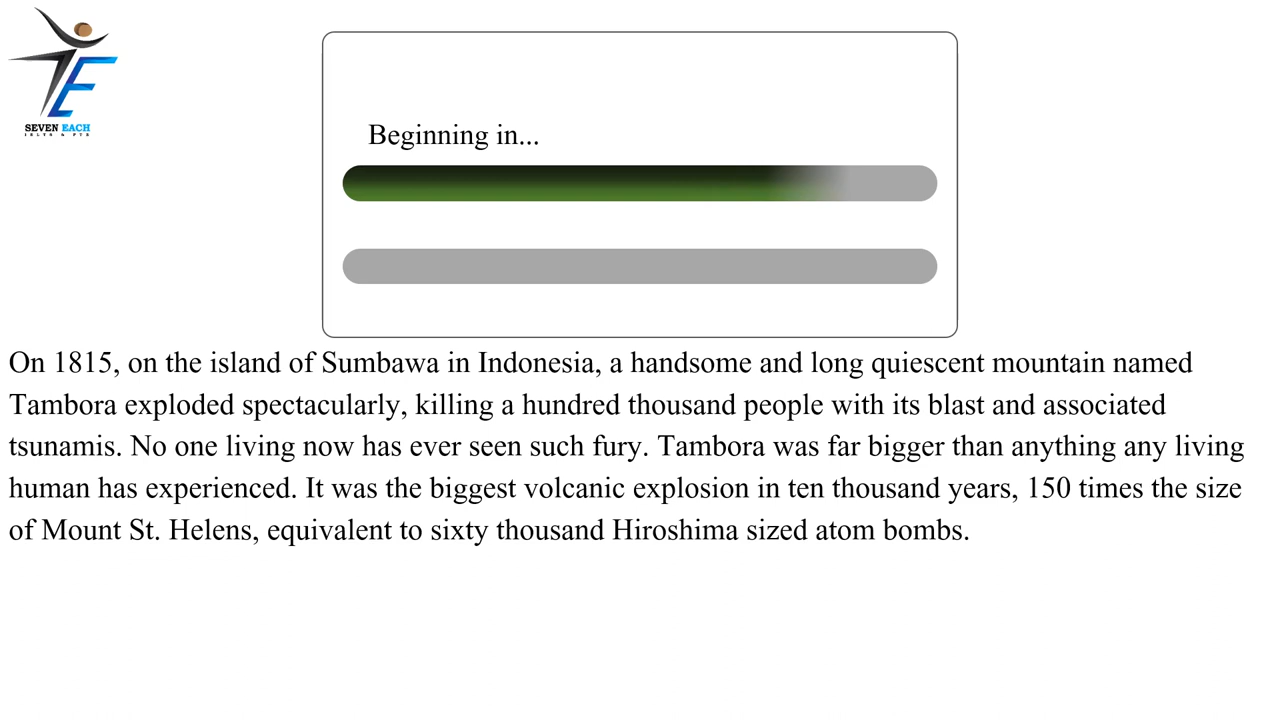 SEVEN EACH
IELTS & PTE
Beginning in...
On 1815, on the island of Sumbawa in Indonesia, a handsome and long quiescent mountain named
Tambora exploded spectacularly, killing a hundred thousand people with its blast and associated
tsunamis. No one living now has ever seen such fury. Tambora was far bigger than anything any living
human has experienced. It was the biggest volcanic explosion in ten thousand years, 150 times the size
of Mount St. Helens, equivalent to sixty thousand Hiroshima sized atom bombs.